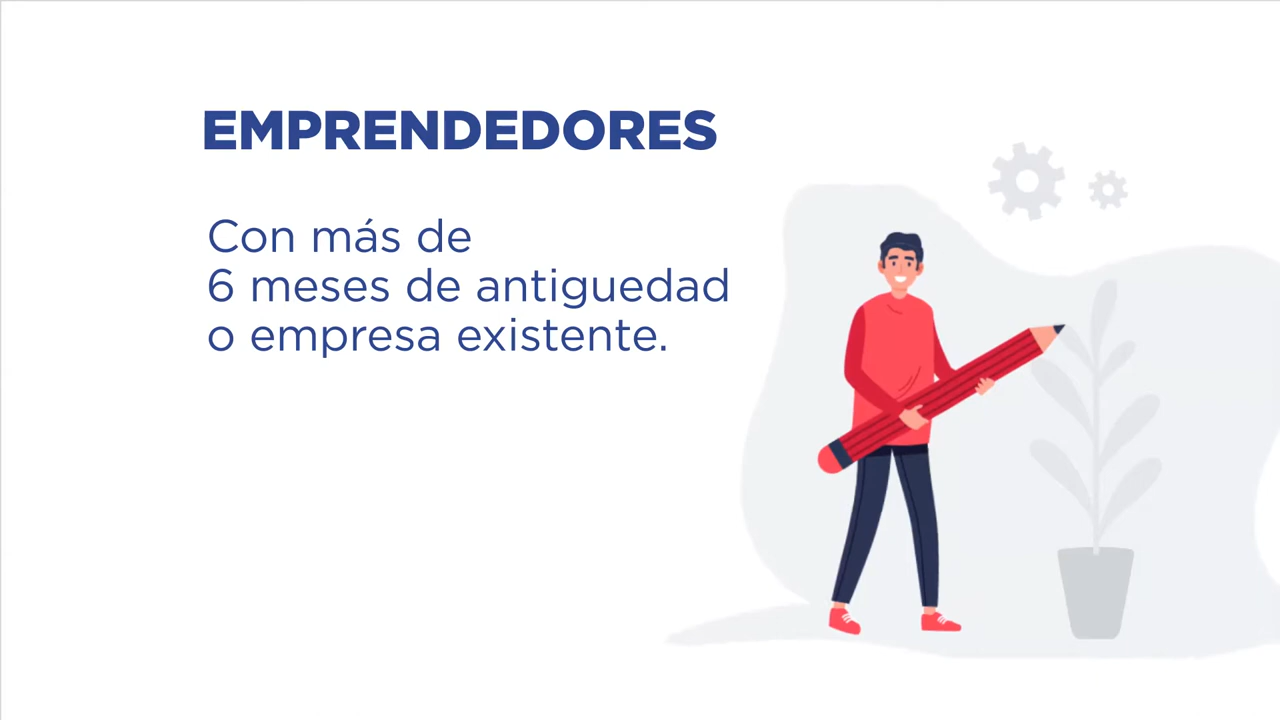 EMPRENDEDORES
Con más de
6 meses de antiguedad
o empresa existente.